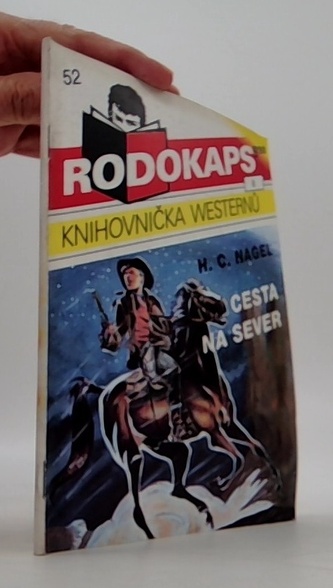 52
RODOKAPS
KNIHOVNIČKA WESTERNŮ
H. C. NAGEL
CESTA
NA SEVER